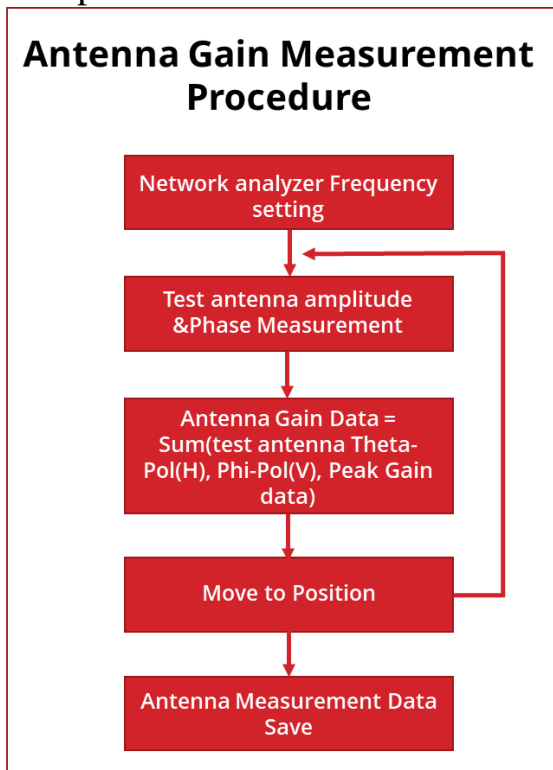 Antenna Gain Measurement
Procedure
Network analyzer Frequency
setting
Test antenna amplitude
&Phase Measurement
Antenna Gain Data =
Sum(test antenna Theta-
Pol(H), Phi-Pol(V), Peak Gain
data)
Move to Position
Antenna Measurement Data
Save